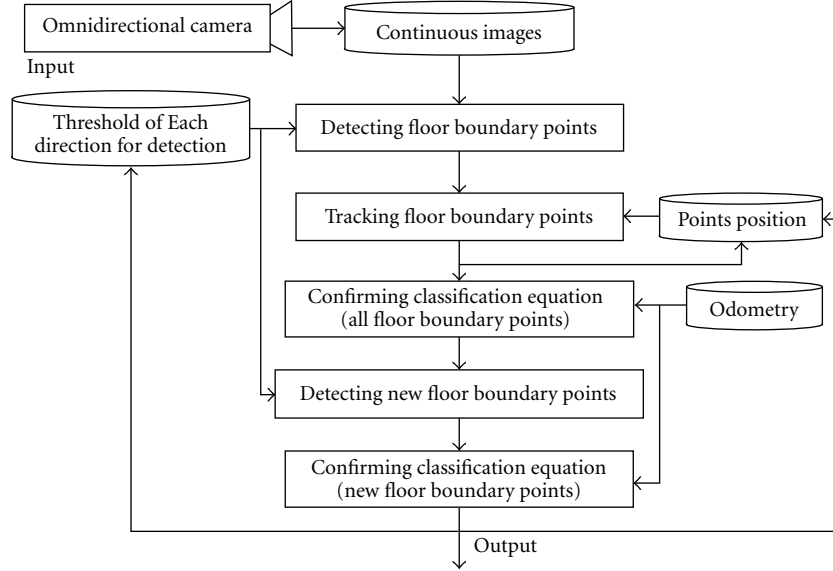 Omnidirectional camera
Continuous images
Input
Threshold of Each
direction for detection
Detecting floor boundary points
Tracking floor boundary points
Points position
Confirming classification equation
(all floor boundary points)
Odometry
Detecting new floor boundary points
Confirming classification equation
(new floor boundary points)
Output